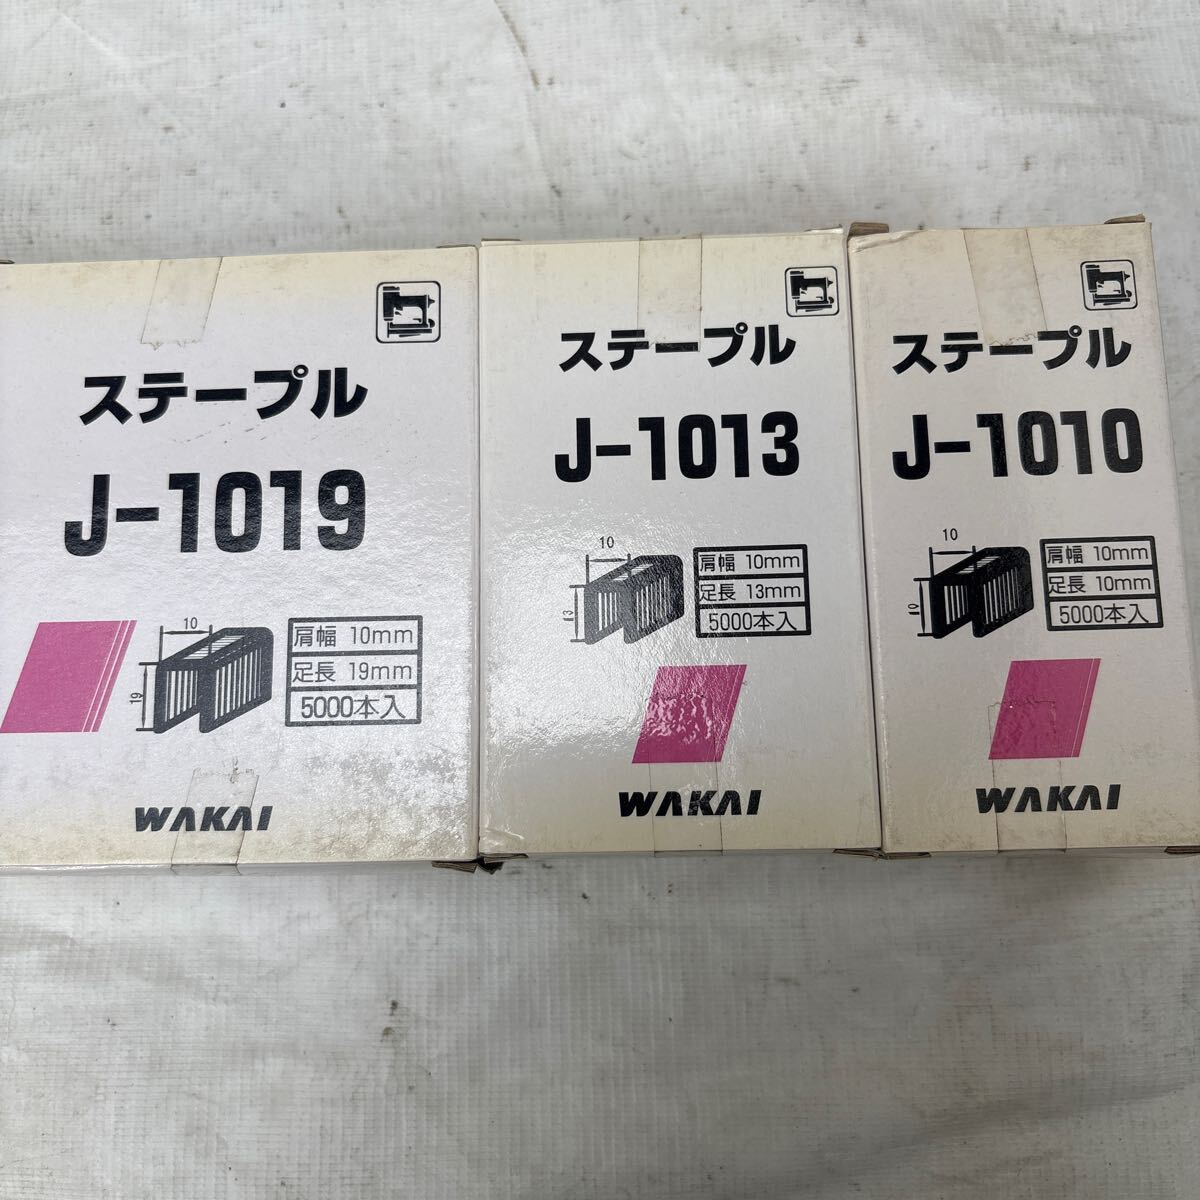 ステープル
J-1019
10
19
肩幅 10mm
足長 19mm
5000本入
WAKAI
ステープル
J-1013
10
13
肩幅 10mm
足長 13mm
5000本入
WAKAI
ステープル
J-1010
10
10
肩幅 10mm
足長 10mm
5000本入
WAKAI